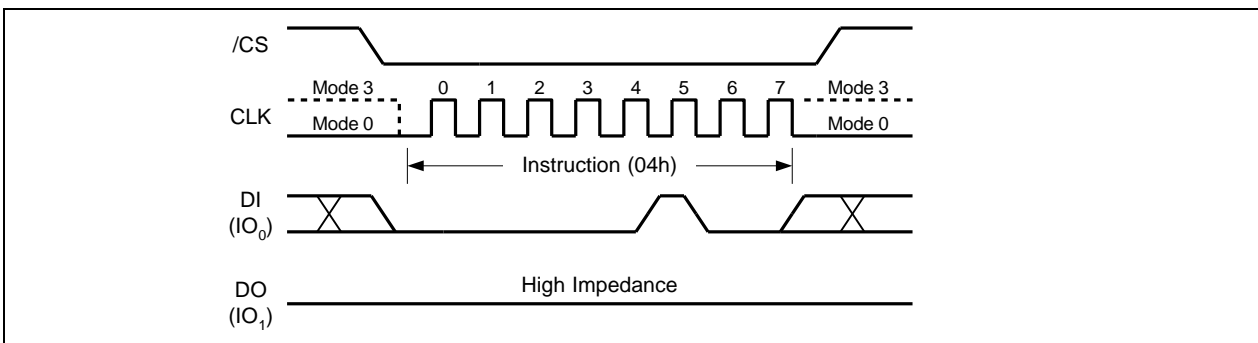 /CS
Mode 3 0 1 2 3 4 5 6 7 Mode 3
CLK
Mode 0 Mode 0
Instruction (04h)
DI
(IO₀)
High Impedance
DO
(IO₁)